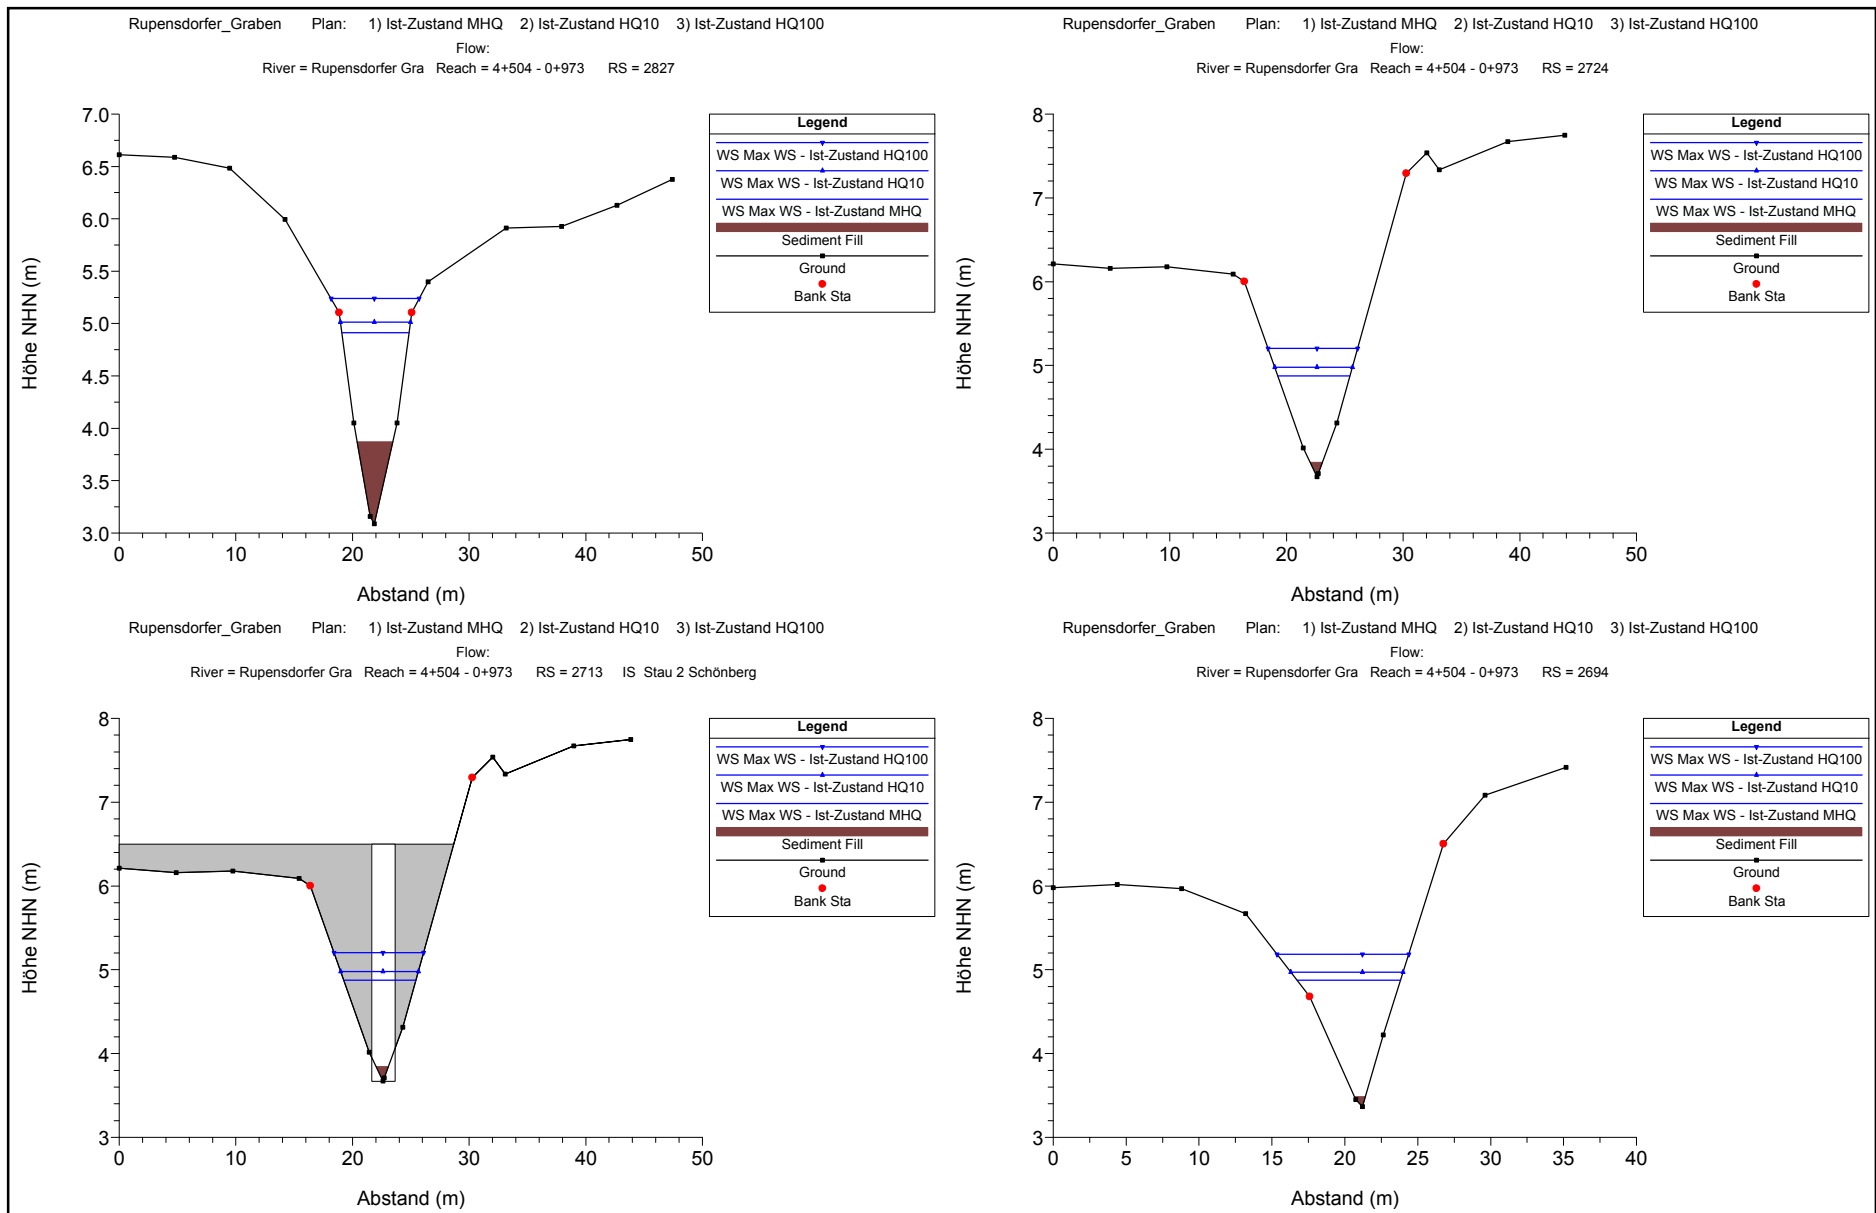 Rupensdorfer_Graben Plan: 1) Ist-Zustand MHQ 2) Ist-Zustand HQ10 3) Ist-Zustand HQ100
Flow:
River = Rupensdorfer Gra Reach = 4+504 - 0+973 RS = 2827
7.0
6.5
6.0
5.5
5.0
4.5
4.0
3.5
3.0
0 10 20 30 40 50
Höhe NHN (m)
Abstand (m)
Legend
WS Max WS - Ist-Zustand HQ100
WS Max WS - Ist-Zustand HQ10
WS Max WS - Ist-Zustand MHQ
Sediment Fill
Ground
Bank Sta
Rupensdorfer_Graben Plan: 1) Ist-Zustand MHQ 2) Ist-Zustand HQ10 3) Ist-Zustand HQ100
Flow:
River = Rupensdorfer Gra Reach = 4+504 - 0+973 RS = 2724
8
7
6
5
4
3
0 10 20 30 40 50
Höhe NHN (m)
Abstand (m)
Legend
WS Max WS - Ist-Zustand HQ100
WS Max WS - Ist-Zustand HQ10
WS Max WS - Ist-Zustand MHQ
Sediment Fill
Ground
Bank Sta
Rupensdorfer_Graben Plan: 1) Ist-Zustand MHQ 2) Ist-Zustand HQ10 3) Ist-Zustand HQ100
Flow:
River = Rupensdorfer Gra Reach = 4+504 - 0+973 RS = 2713 IS Stau 2 Schönberg
8
7
6
5
4
3
0 10 20 30 40 50
Höhe NHN (m)
Abstand (m)
Legend
WS Max WS - Ist-Zustand HQ100
WS Max WS - Ist-Zustand HQ10
WS Max WS - Ist-Zustand MHQ
Sediment Fill
Ground
Bank Sta
Rupensdorfer_Graben Plan: 1) Ist-Zustand MHQ 2) Ist-Zustand HQ10 3) Ist-Zustand HQ100
Flow:
River = Rupensdorfer Gra Reach = 4+504 - 0+973 RS = 2694
8
7
6
5
4
3
0 5 10 15 20 25 30 35 40
Höhe NHN (m)
Abstand (m)
Legend
WS Max WS - Ist-Zustand HQ100
WS Max WS - Ist-Zustand HQ10
WS Max WS - Ist-Zustand MHQ
Sediment Fill
Ground
Bank Sta